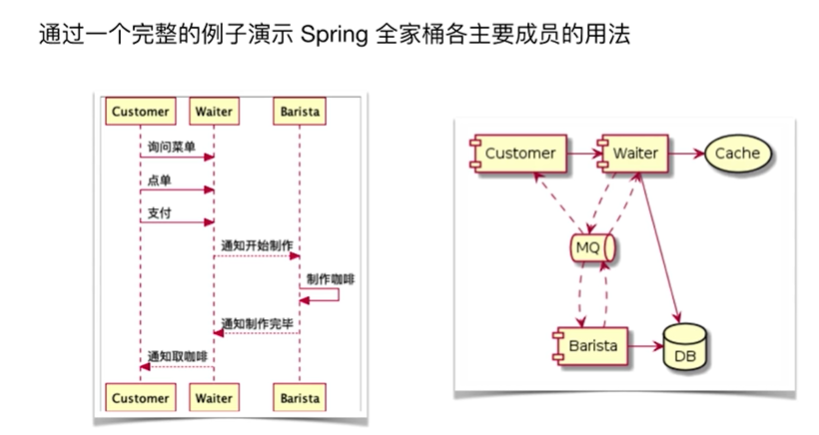 通过一个完整的例子演示 Spring 全家桶各主要成员的用法
Customer Waiter Barista
询问菜单
点单
支付
通知开始制作
制作咖啡
通知制作完毕
通知取咖啡
Customer Waiter Barista
Customer Waiter Cache
MQ
Barista
DB